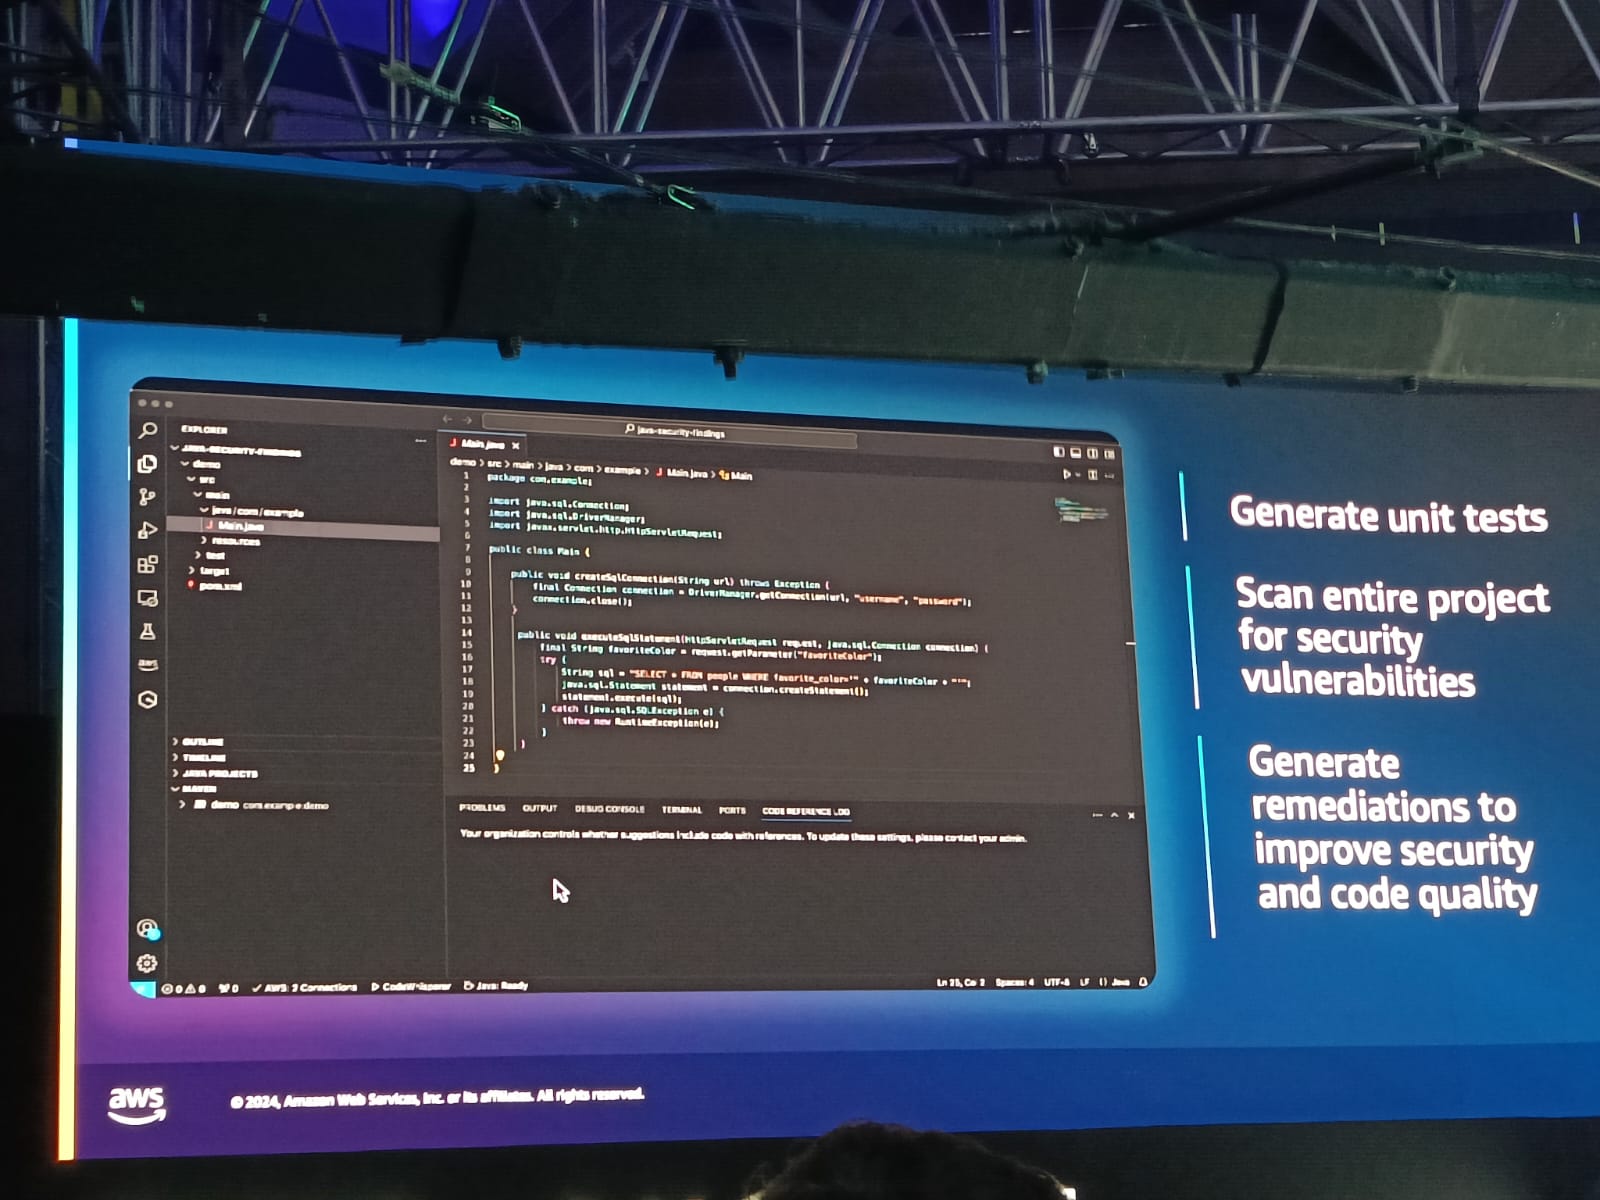 java-security-findings
EXPLORER
JAVA-SECURITY-FINDINGS
demo
src
main
java/com/example
Main.java
resources
test
target
pom.xml
OUTLINE
TIMELINE
JAVA PROJECTS
MAVEN
demo com.example:demo
Main.java
demo > src > main > java > com > example > Main.java > Main
1 package com.example;
2
3 import java.sql.Connection;
4 import java.sql.DriverManager;
5 import javax.servlet.http.HttpServletRequest;
6
7 public class Main {
8
9 public void createSqlConnection(String url) throws Exception {
10 final Connection connection = DriverManager.getConnection(url, "username", "password");
11 connection.close();
12 }
13
14 public void executeSqlStatement(HttpServletRequest request, java.sql.Connection connection) {
15 final String favoriteColor = request.getParameter("favoriteColor");
16 try {
17 String sql = "SELECT * FROM people WHERE favorite_color='" + favoriteColor + "'";
18 java.sql.Statement statement = connection.createStatement();
19 statement.execute(sql);
20 } catch (java.sql.SQLException e) {
21 throw new RuntimeException(e);
22 }
23 }
24
25 }
PROBLEMS OUTPUT DEBUG CONSOLE TERMINAL PORTS CODE REFERENCE LOG
Your organization controls whether suggestions include code with references. To update these settings, please contact your admin.
aws
0 0 0 AWS: 2 Connections CodeWhisperer Java: Ready
Ln 25, Col 2 Spaces: 4 UTF-8 LF {} Java
Generate unit tests
Scan entire project
for security
vulnerabilities
Generate
remediations to
improve security
and code quality
aws
© 2024, Amazon Web Services, Inc. or its affiliates. All rights reserved.